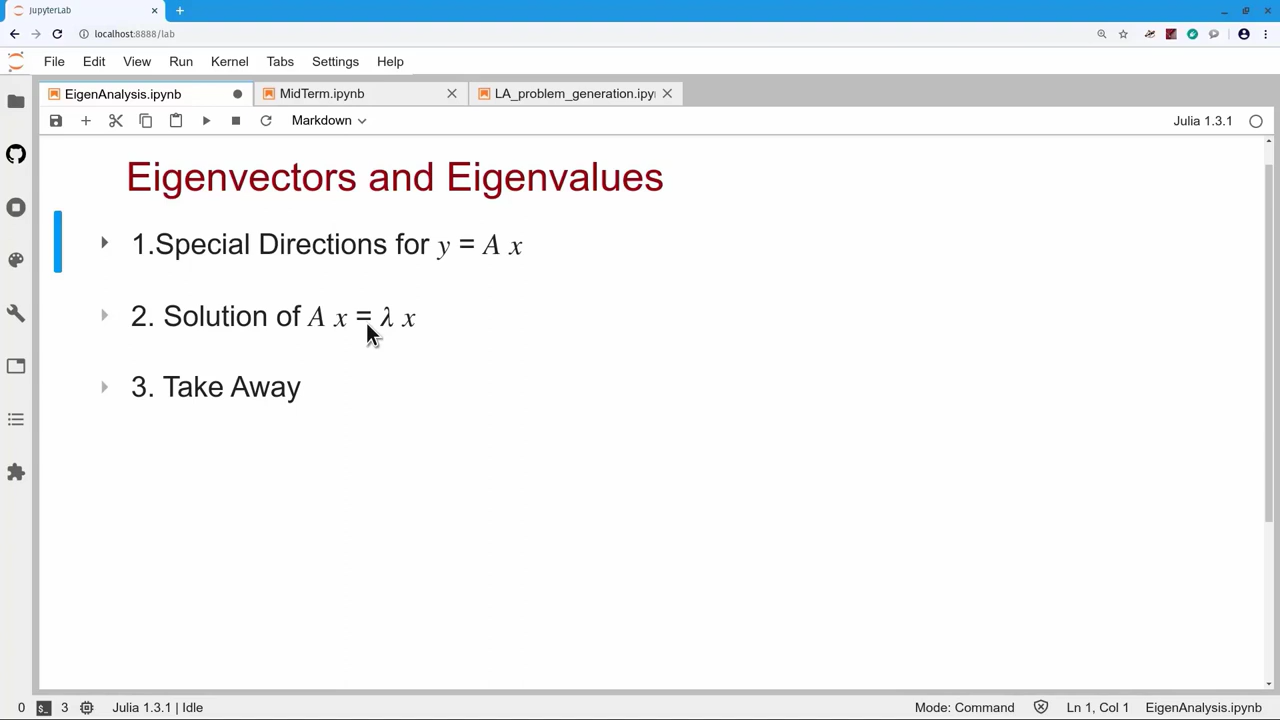 JupyterLab
localhost:8888/lab
File Edit View Run Kernel Tabs Settings Help
EigenAnalysis.ipynb MidTerm.ipynb LA_problem_generation.ipy
Markdown Julia 1.3.1
Eigenvectors and Eigenvalues
1.Special Directions for y = A x
2. Solution of A x = λ x
3. Take Away
0 $_ 3 Julia 1.3.1 | Idle Mode: Command Ln 1, Col 1 EigenAnalysis.ipynb